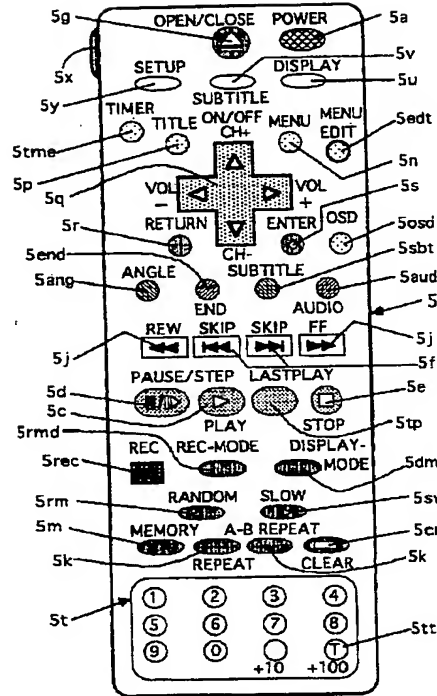 5g OPEN/CLOSE POWER 5a
5v
5x SETUP DISPLAY 5u
5y SUBTITLE
TIMER ON/OFF MENU
TITLE CH+ MENU EDIT 5edt
5tme
5p 5n
5q VOL VOL 5s
- +
RETURN ENTER OSD
5r CH- 5osd
5end SUBTITLE 5sbt
5ang ANGLE 5aud
END AUDIO 5
REW SKIP SKIP FF
5j 5j
5f
PAUSE/STEP LASTPLAY
5d 5e
5c PLAY STOP 5tp
5rmd REC REC-MODE DISPLAY-
MODE
5rec 5dm
5rm RANDOM SLOW
5m MEMORY A-B REPEAT
5k REPEAT CLEAR 5k
5t 1 2 3 4
5 6 7 8
9 0 T 5tt
+10 +100